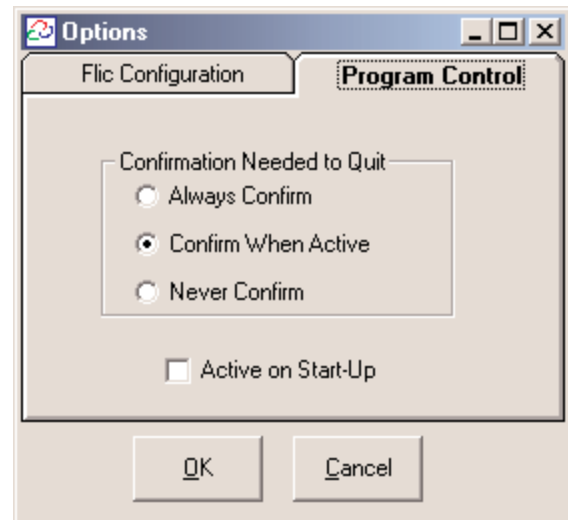 Options
Flic Configuration
Program Control
Confirmation Needed to Quit
Always Confirm
Confirm When Active
Never Confirm
Active on Start-Up
OK
Cancel